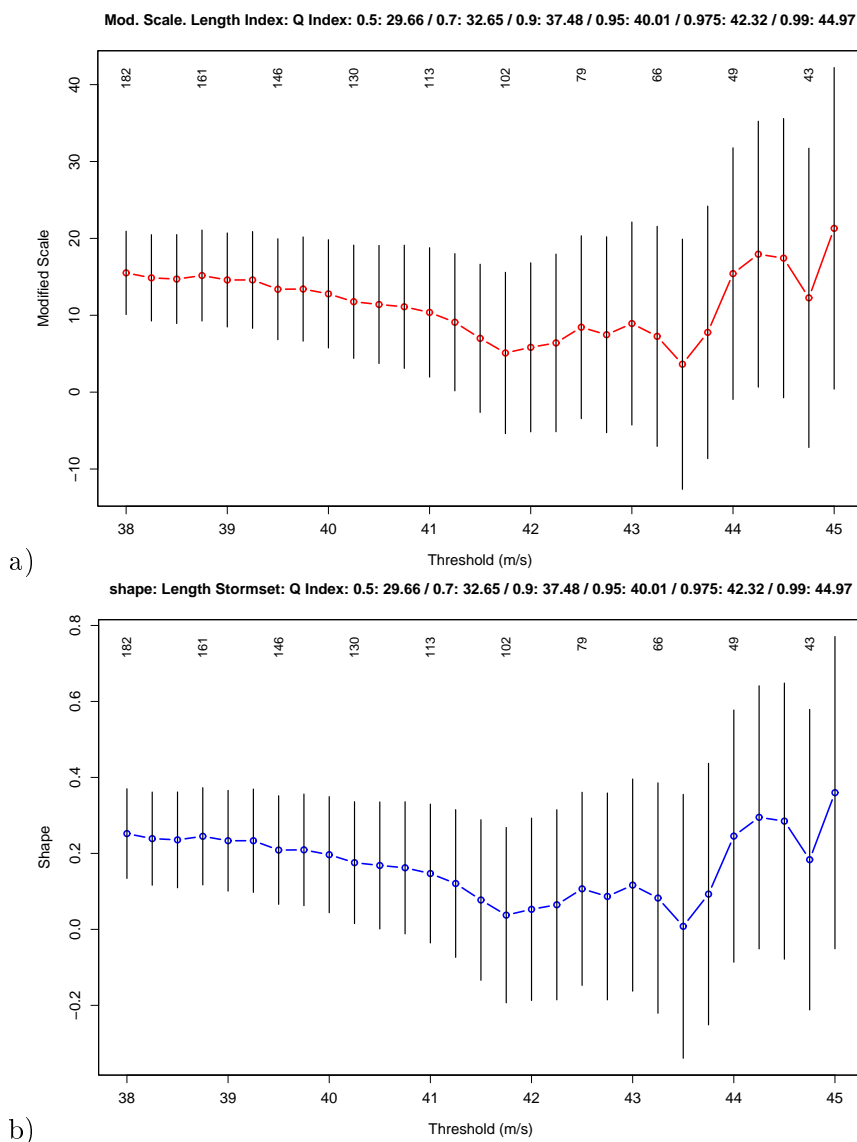 Mod. Scale. Length Index: Q Index: 0.5: 29.66 / 0.7: 32.65 / 0.9: 37.48 / 0.95: 40.01 / 0.975: 42.32 / 0.99: 44.97
182 161 146 130 113 102 79 66 49 43
40
30
20
10
0
−10
Modified Scale
38 39 40 41 42 43 44 45
Threshold (m/s)
a)
shape: Length Stormset: Q Index: 0.5: 29.66 / 0.7: 32.65 / 0.9: 37.48 / 0.95: 40.01 / 0.975: 42.32 / 0.99: 44.97
182 161 146 130 113 102 79 66 49 43
0.8
0.6
0.4
0.2
0.0
−0.2
Shape
38 39 40 41 42 43 44 45
Threshold (m/s)
b)